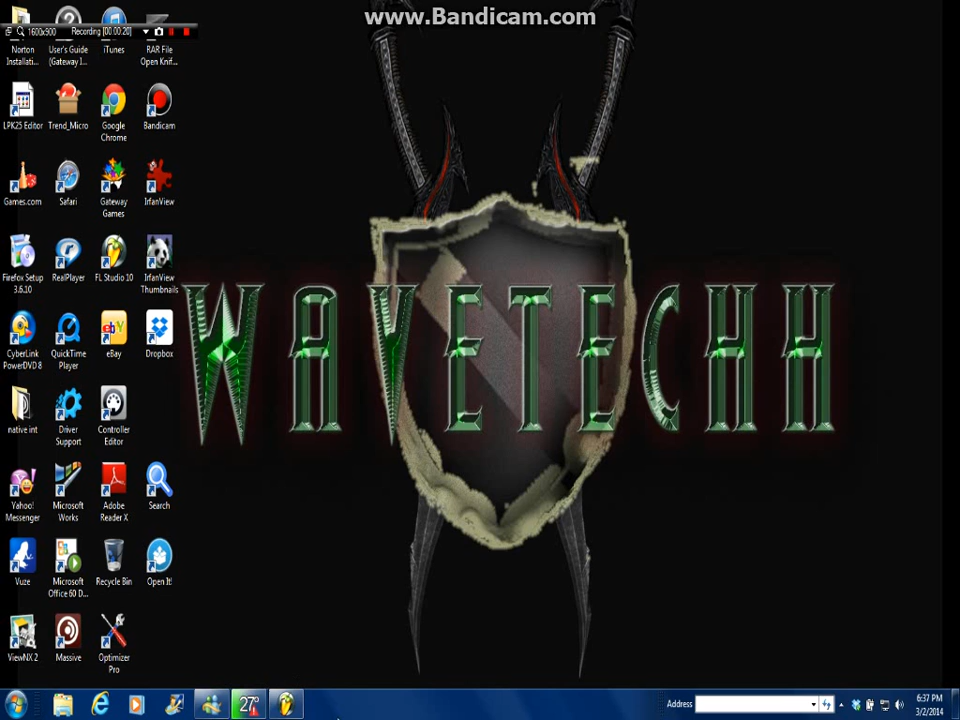 www.Bandicam.com
1600x900 Recording [00:00:20]
Norton Installati...
User's Guide (Gateway I...
iTunes
RAR File Open Knif...
LPK25 Editor
Trend_Micro
Google Chrome
Bandicam
Games.com
Safari
Gateway Games
IrfanView
Firefox Setup 3.6.10
RealPlayer
FL Studio 10
IrfanView Thumbnails
WAVETECHH
CyberLink PowerDVD 8
QuickTime Player
ebY
eBay
Dropbox
native int
Driver Support
Controller Editor
Yahoo! Messenger
Microsoft Works
Adobe Reader X
Search
Vuze
Microsoft Office 60 D...
Recycle Bin
Open It!
ViewNX 2
Massive
Optimizer Pro
27°
Address
6:37 PM
3/2/2014